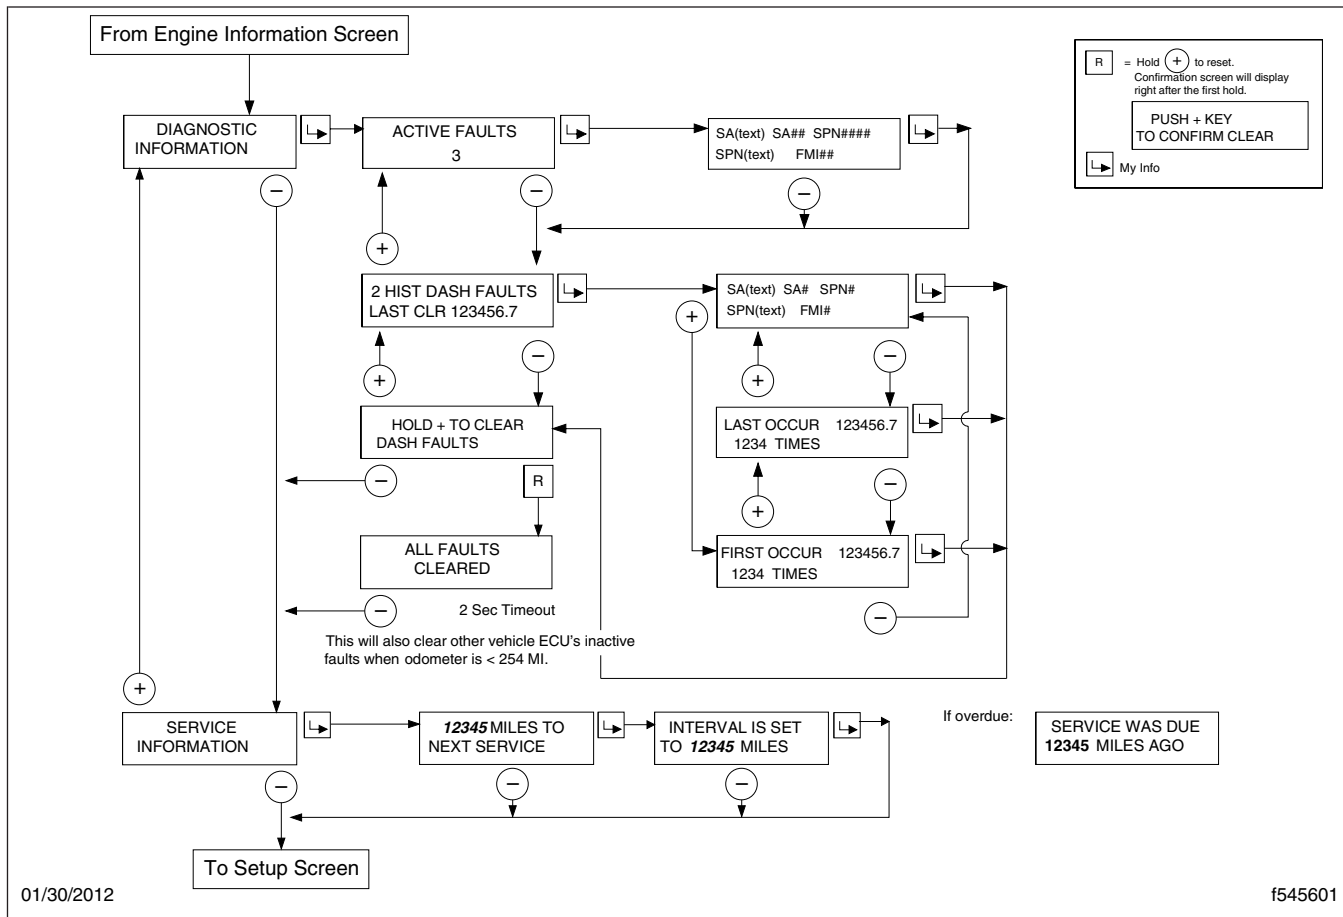 From Engine Information Screen
R = Hold + to reset.
Confirmation screen will display
right after the first hold.
PUSH + KEY
TO CONFIRM CLEAR
My Info
DIAGNOSTIC
INFORMATION
ACTIVE FAULTS
3
SA(text) SA## SPN####
SPN(text) FMI##
−
−
−
+
2 HIST DASH FAULTS
LAST CLR 123456.7
SA(text) SA# SPN#
SPN(text) FMI#
+
−
−
+
+
HOLD + TO CLEAR
DASH FAULTS
LAST OCCUR 123456.7
1234 TIMES
−
R
−
+
ALL FAULTS
CLEARED
FIRST OCCUR 123456.7
1234 TIMES
−
2 Sec Timeout
−
This will also clear other vehicle ECU's inactive
faults when odometer is < 254 MI.
+
SERVICE
INFORMATION
12345 MILES TO
NEXT SERVICE
INTERVAL IS SET
TO 12345 MILES
If overdue:
SERVICE WAS DUE
12345 MILES AGO
−
−
−
To Setup Screen
01/30/2012
f545601